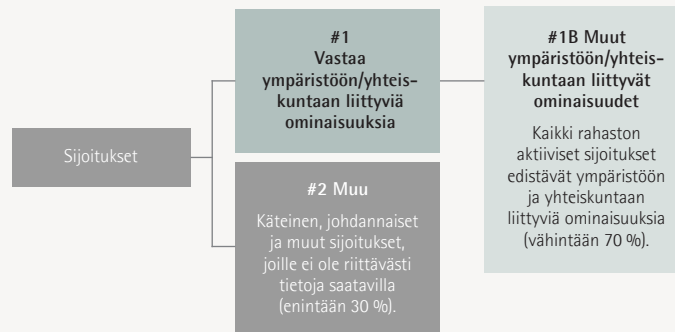 Sijoitukset
#1
Vastaa
ympäristöön/yhteis-
kuntaan liittyviä
ominaisuuksia
#2 Muu
Käteinen, johdannaiset
ja muut sijoitukset,
joille ei ole riittävästi
tietoja saatavilla
(enintään 30 %).
#1B Muut
ympäristöön/yhteis-
kuntaan liittyvät
ominaisuudet
Kaikki rahaston
aktiiviset sijoitukset
edistävät ympäristöön
ja yhteiskuntaan
liittyviä ominaisuuksia
(vähintään 70 %).